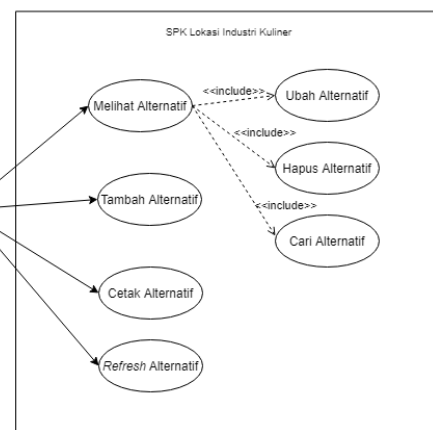 SPK Lokasi Industri Kuliner
Melihat Alternatif
<<include>>
Ubah Alternatif
<<include>>
Hapus Alternatif
<<include>>
Cari Alternatif
Tambah Alternatif
Cetak Alternatif
Refresh Alternatif